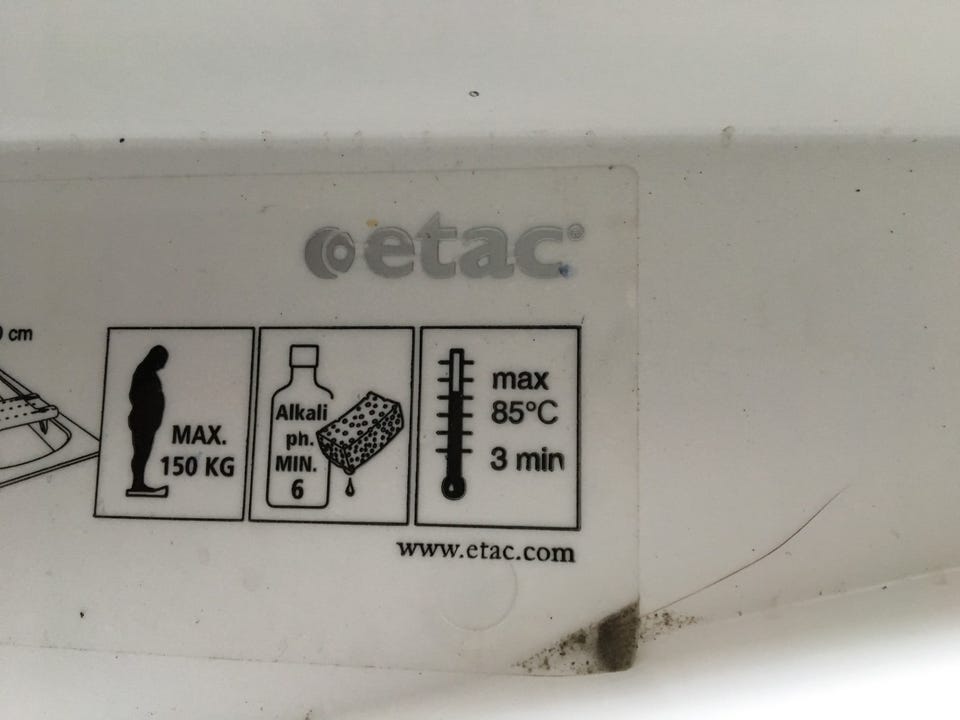 etac®
cm
MAX.
150 KG
Alkali
ph.
MIN.
6
max
85°C
3 min
www.etac.com